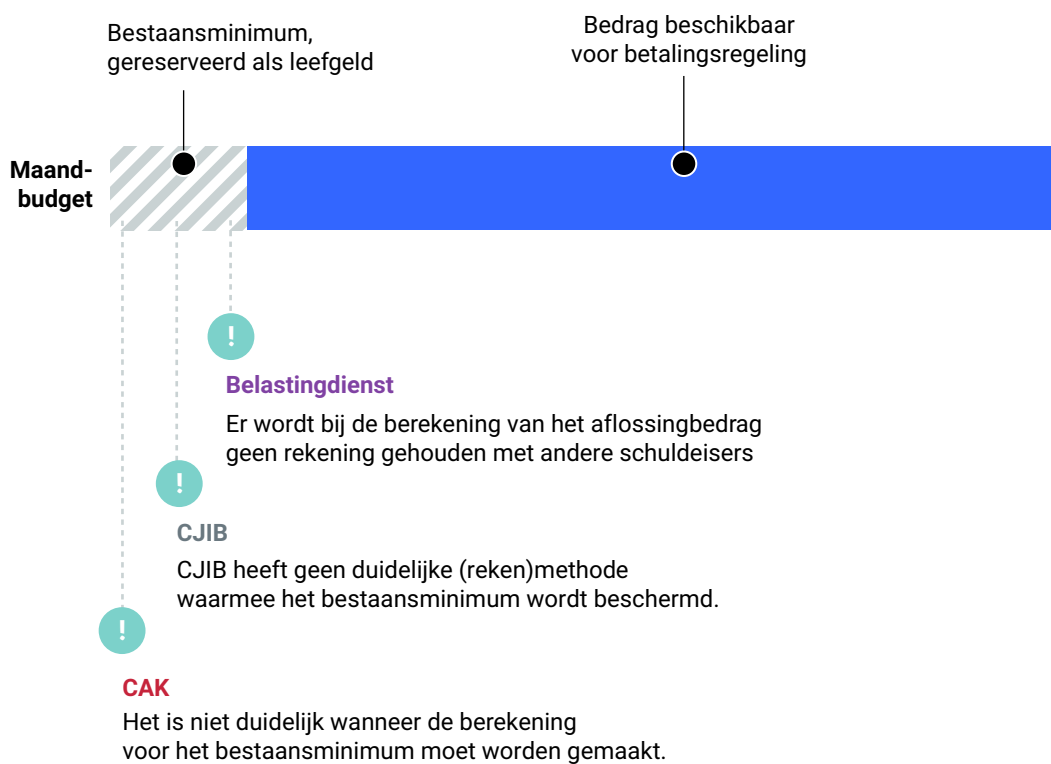 Bestaansminimum,
gereserveerd als leefgeld
Bedrag beschikbaar
voor betalingsregeling
Maand-
budget
!
Belastingdienst
Er wordt bij de berekening van het aflossingbedrag
geen rekening gehouden met andere schuldeisers
!
CJIB
CJIB heeft geen duidelijke (reken)methode
waarmee het bestaansminimum wordt beschermd.
!
CAK
Het is niet duidelijk wanneer de berekening
voor het bestaansminimum moet worden gemaakt.